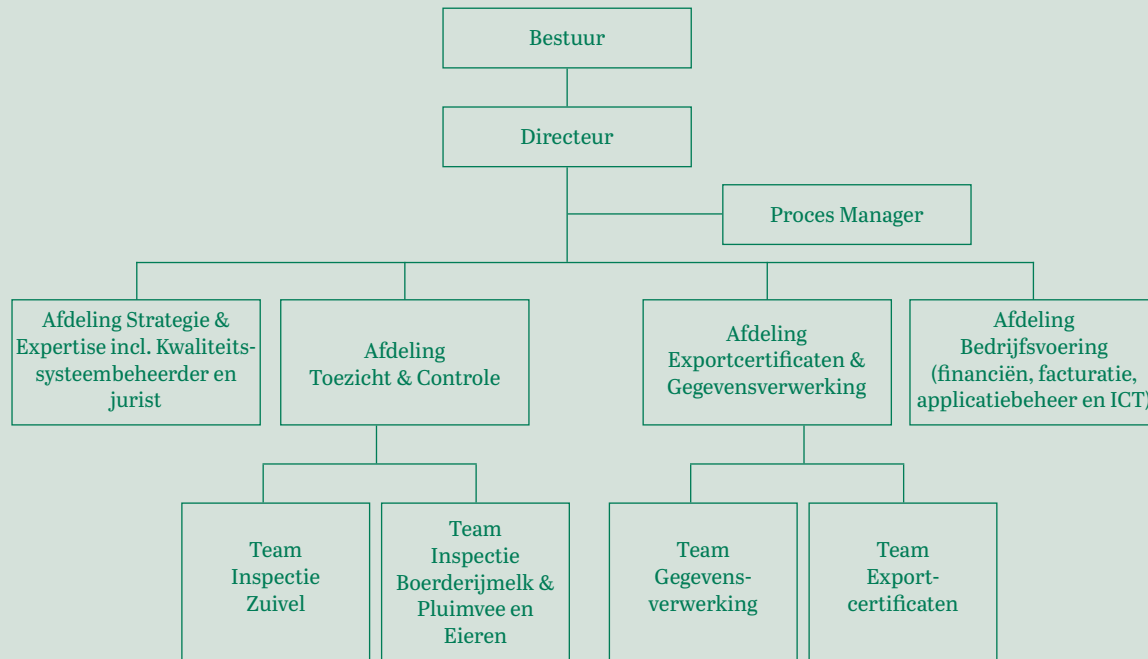 Bestuur
Directeur
Proces Manager
Afdeling Strategie &
Expertise incl. Kwaliteits-
systeembeheerder en
jurist
Afdeling
Toezicht & Controle
Afdeling
Exportcertificaten &
Gegevensverwerking
Afdeling
Bedrijfsvoering
(financiën, facturatie,
applicatiebeheer en ICT)
Team
Inspectie
Zuivel
Team
Inspectie
Boerderijmelk &
Pluimvee en
Eieren
Team
Gegevens-
verwerking
Team
Export-
certificaten